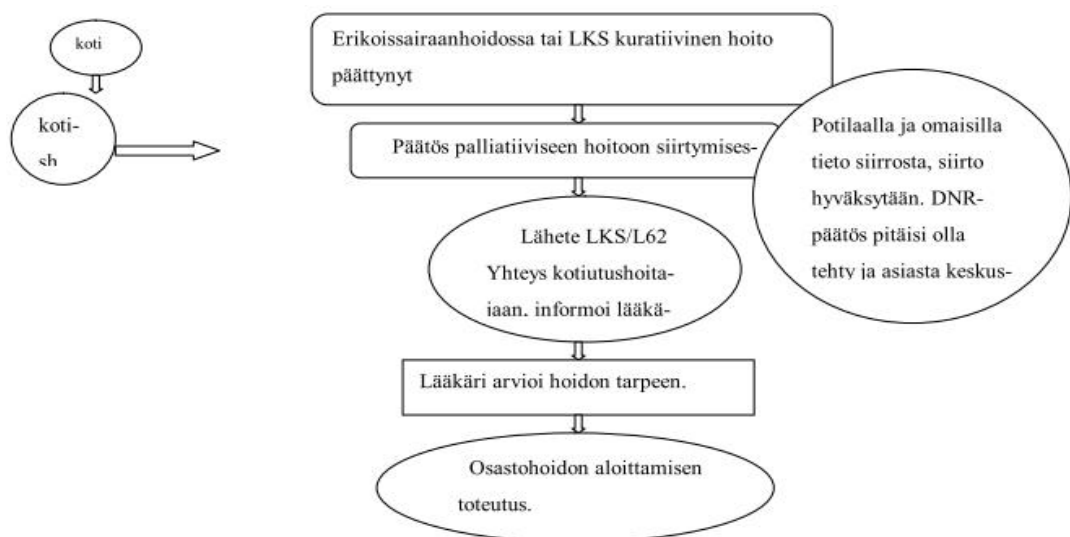 koti
koti-
sh
Erikoissairaanhoidossa tai LKS kuratiivinen hoito
päättynyt
Päätös palliatiiviseen hoitoon siirtymises-
Potilaalla ja omaisilla
tieto siirrosta, siirto
hyväksytään. DNR-
päätös pitäisi olla
tehty ja asiasta keskus-
Lähete LKS/L62
Yhteys kotiutushoita-
jaan, informoi lääkä-
Lääkäri arvioi hoidon tarpeen.
Osastohoidon aloittamisen
toteutus.